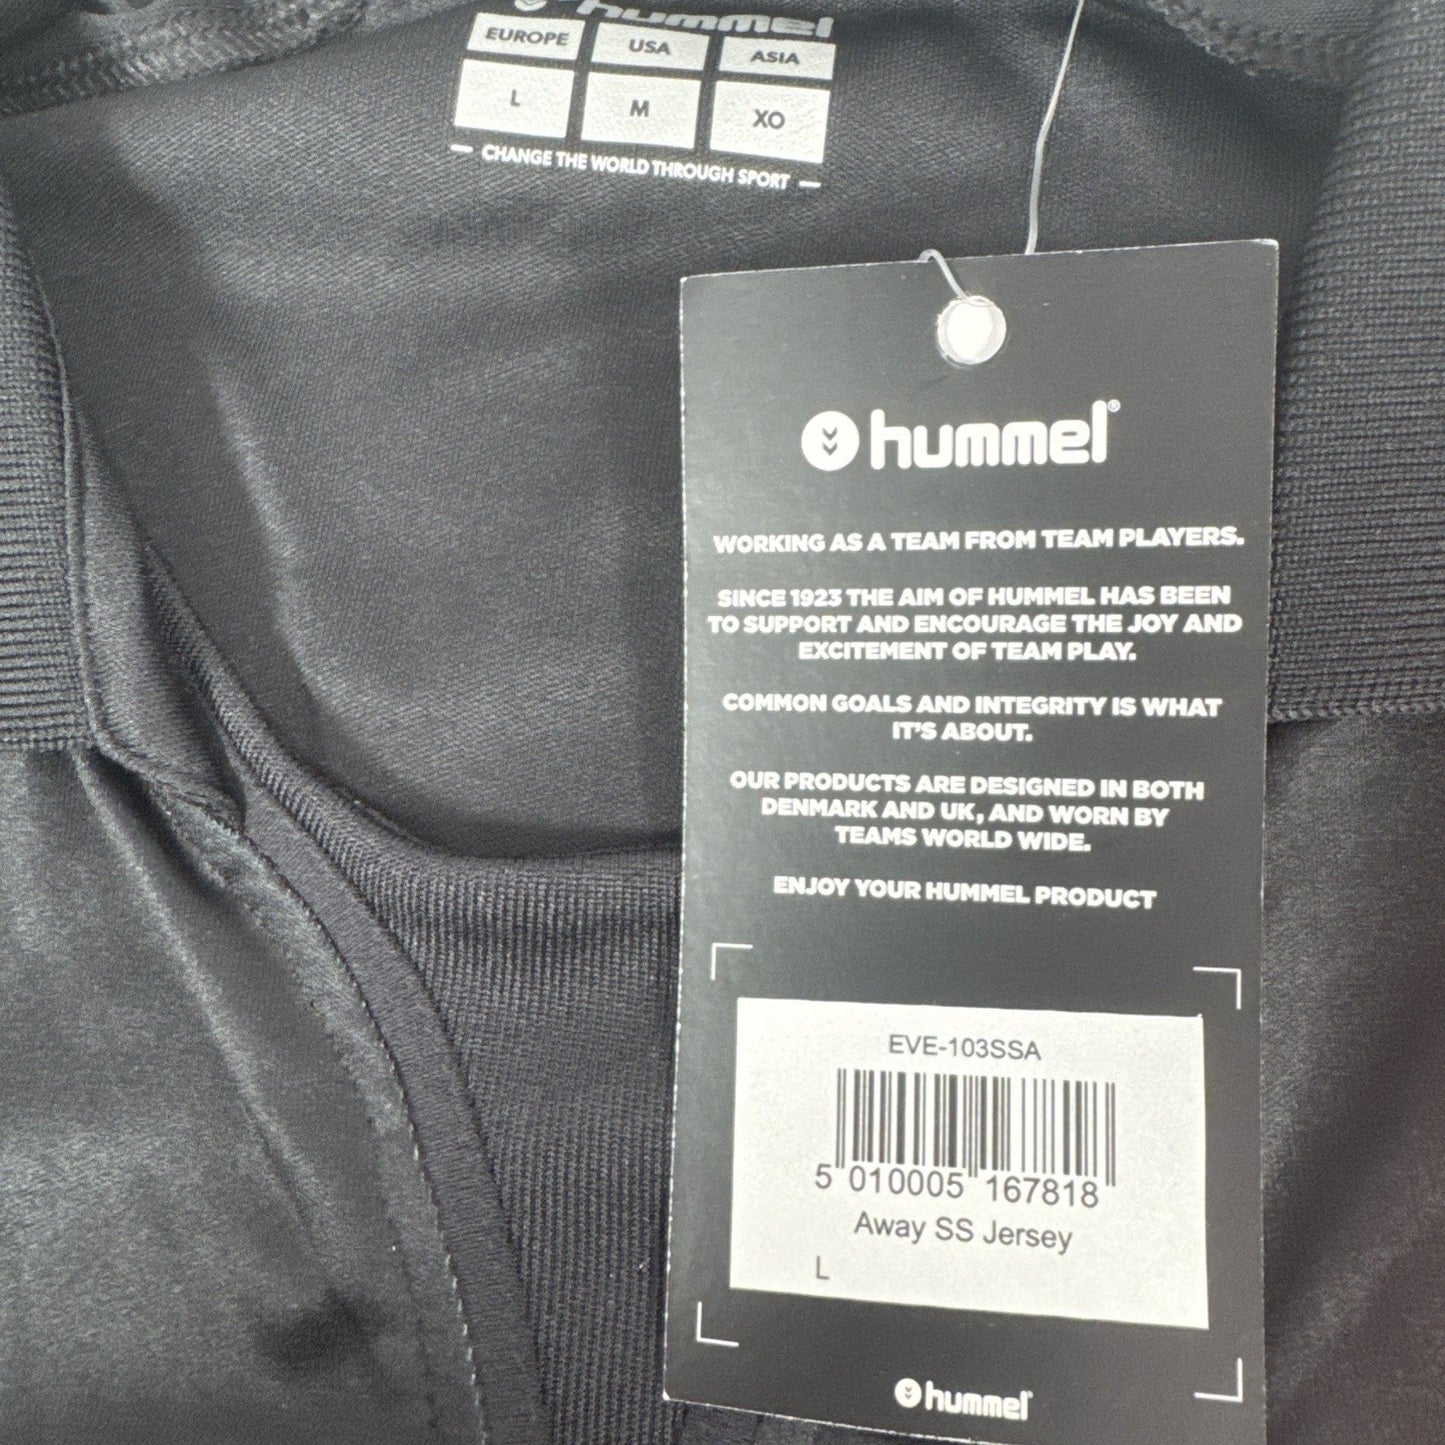 hummel
EUROPE USA ASIA
L M XO
CHANGE THE WORLD THROUGH SPORT
hummel®
WORKING AS A TEAM FROM TEAM PLAYERS.
SINCE 1923 THE AIM OF HUMMEL HAS BEEN
TO SUPPORT AND ENCOURAGE THE JOY AND
EXCITEMENT OF TEAM PLAY.
COMMON GOALS AND INTEGRITY IS WHAT
IT'S ABOUT.
OUR PRODUCTS ARE DESIGNED IN BOTH
DENMARK AND UK, AND WORN BY
TEAMS WORLD WIDE.
ENJOY YOUR HUMMEL PRODUCT
EVE-103SSA
5 010005 167818
Away SS Jersey
L
hummel